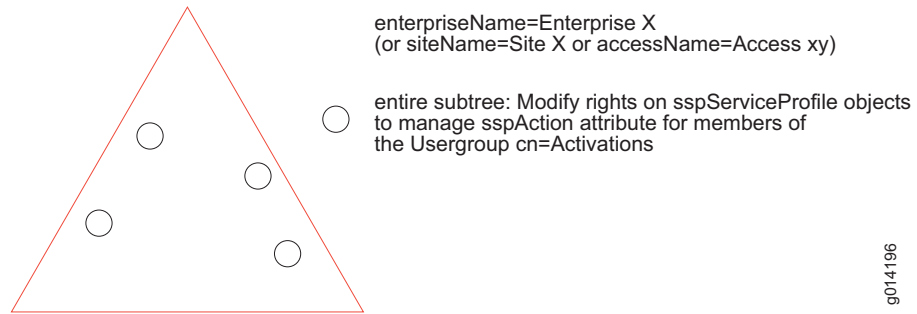 enterpriseName=Enterprise X
(or siteName=Site X or accessName=Access xy)
entire subtree: Modify rights on sspServiceProfile objects
to manage sspAction attribute for members of
the Usergroup cn=Activations
g014196